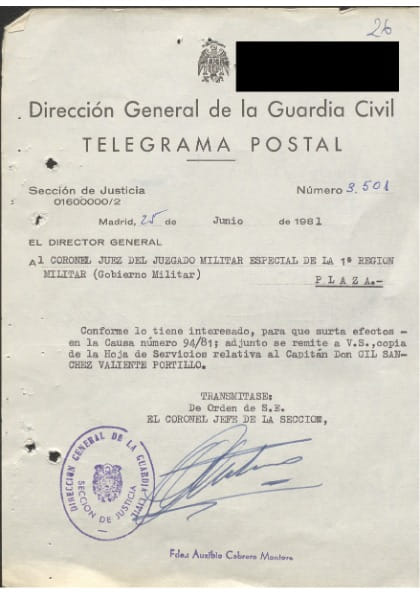 26
Dirección General de la Guardia Civil
TELEGRAMA POSTAL
Sección de Justicia
01600000/2
Número 3.501
Madrid, 25 de Junio de 1981
EL DIRECTOR GENERAL
Al CORONEL JUEZ DEL JUZGADO MILITAR ESPECIAL DE LA 1ª REGION
MILITAR (Gobierno Militar)
P L A Z A.-
Conforme lo tiene interesado, para que surta efectos -
en la Causa número 94/81; adjunto se remite a V.S.,copia
de la Hoja de Servicios relativa al Capitán Don GIL SAN-
CHEZ VALIENTE PORTILLO.
TRANSMITASE:
De Orden de S.E.
EL CORONEL JEFE DE LA SECCION,
DIRECCION GENERAL DE LA GUARDIA CIVIL
SECCION DE JUSTICIA
Fdo: Auxibio Cabrero Montero